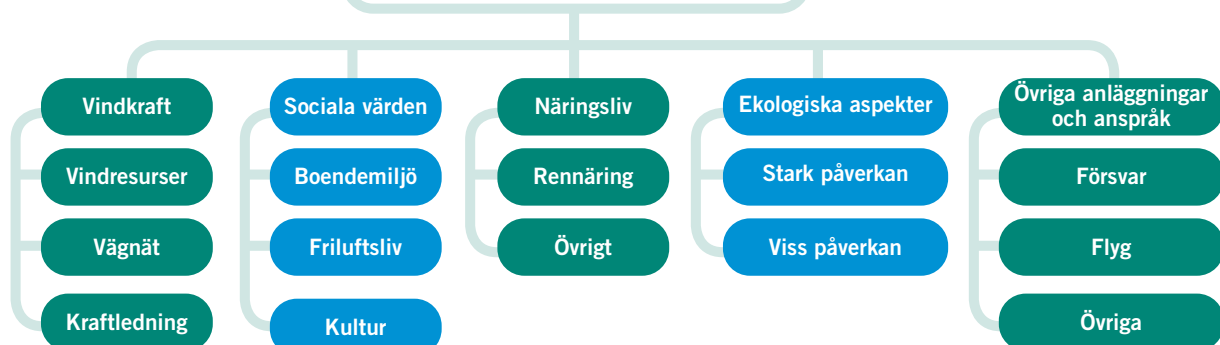 Vindkraft
Vindresurser
Vägnät
Kraftledning
Sociala värden
Boendemiljö
Friluftsliv
Kultur
Näringsliv
Rennäring
Övrigt
Ekologiska aspekter
Stark påverkan
Viss påverkan
Övriga anläggningar
och anspråk
Försvar
Flyg
Övriga